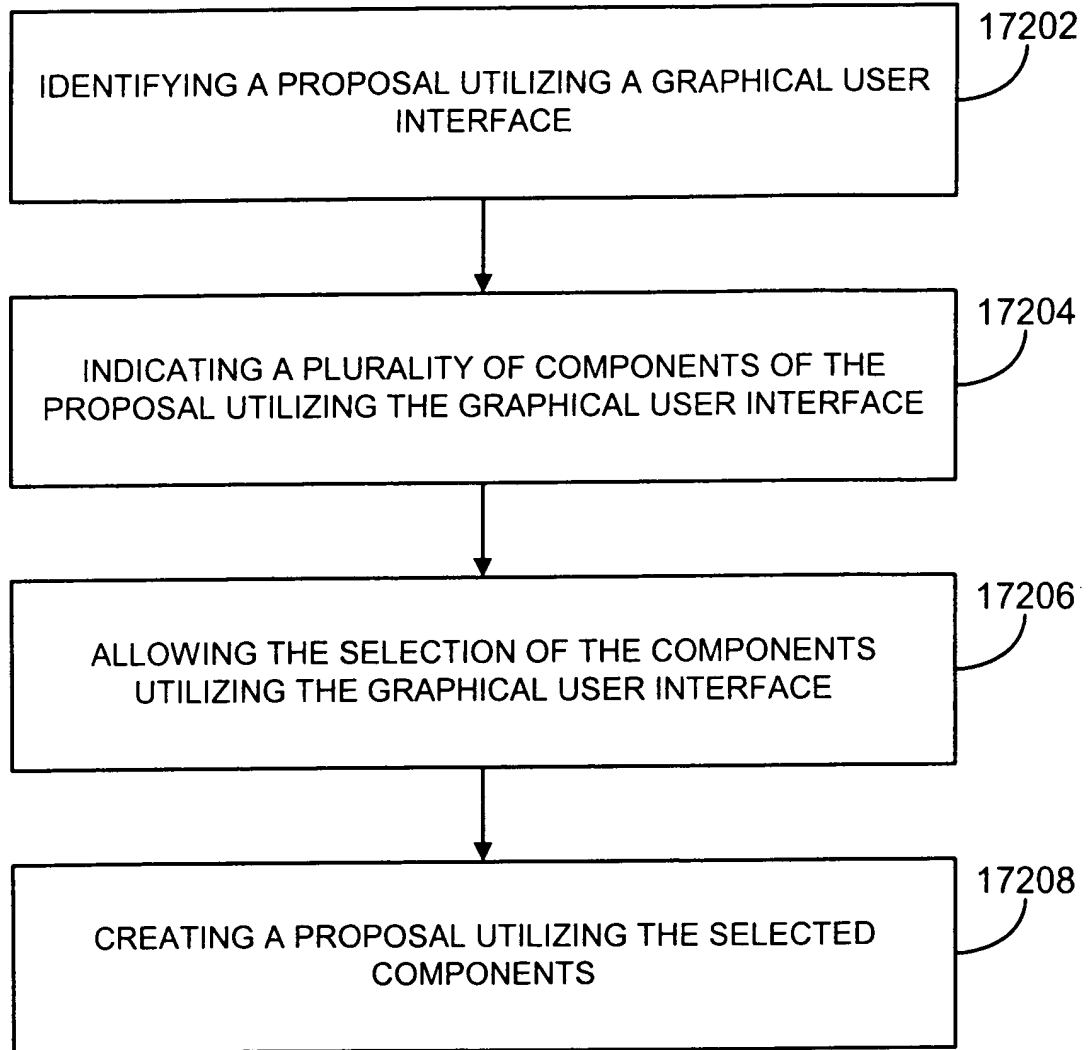 17202
IDENTIFYING A PROPOSAL UTILIZING A GRAPHICAL USER
INTERFACE
17204
INDICATING A PLURALITY OF COMPONENTS OF THE
PROPOSAL UTILIZING THE GRAPHICAL USER INTERFACE
17206
ALLOWING THE SELECTION OF THE COMPONENTS
UTILIZING THE GRAPHICAL USER INTERFACE
17208
CREATING A PROPOSAL UTILIZING THE SELECTED
COMPONENTS